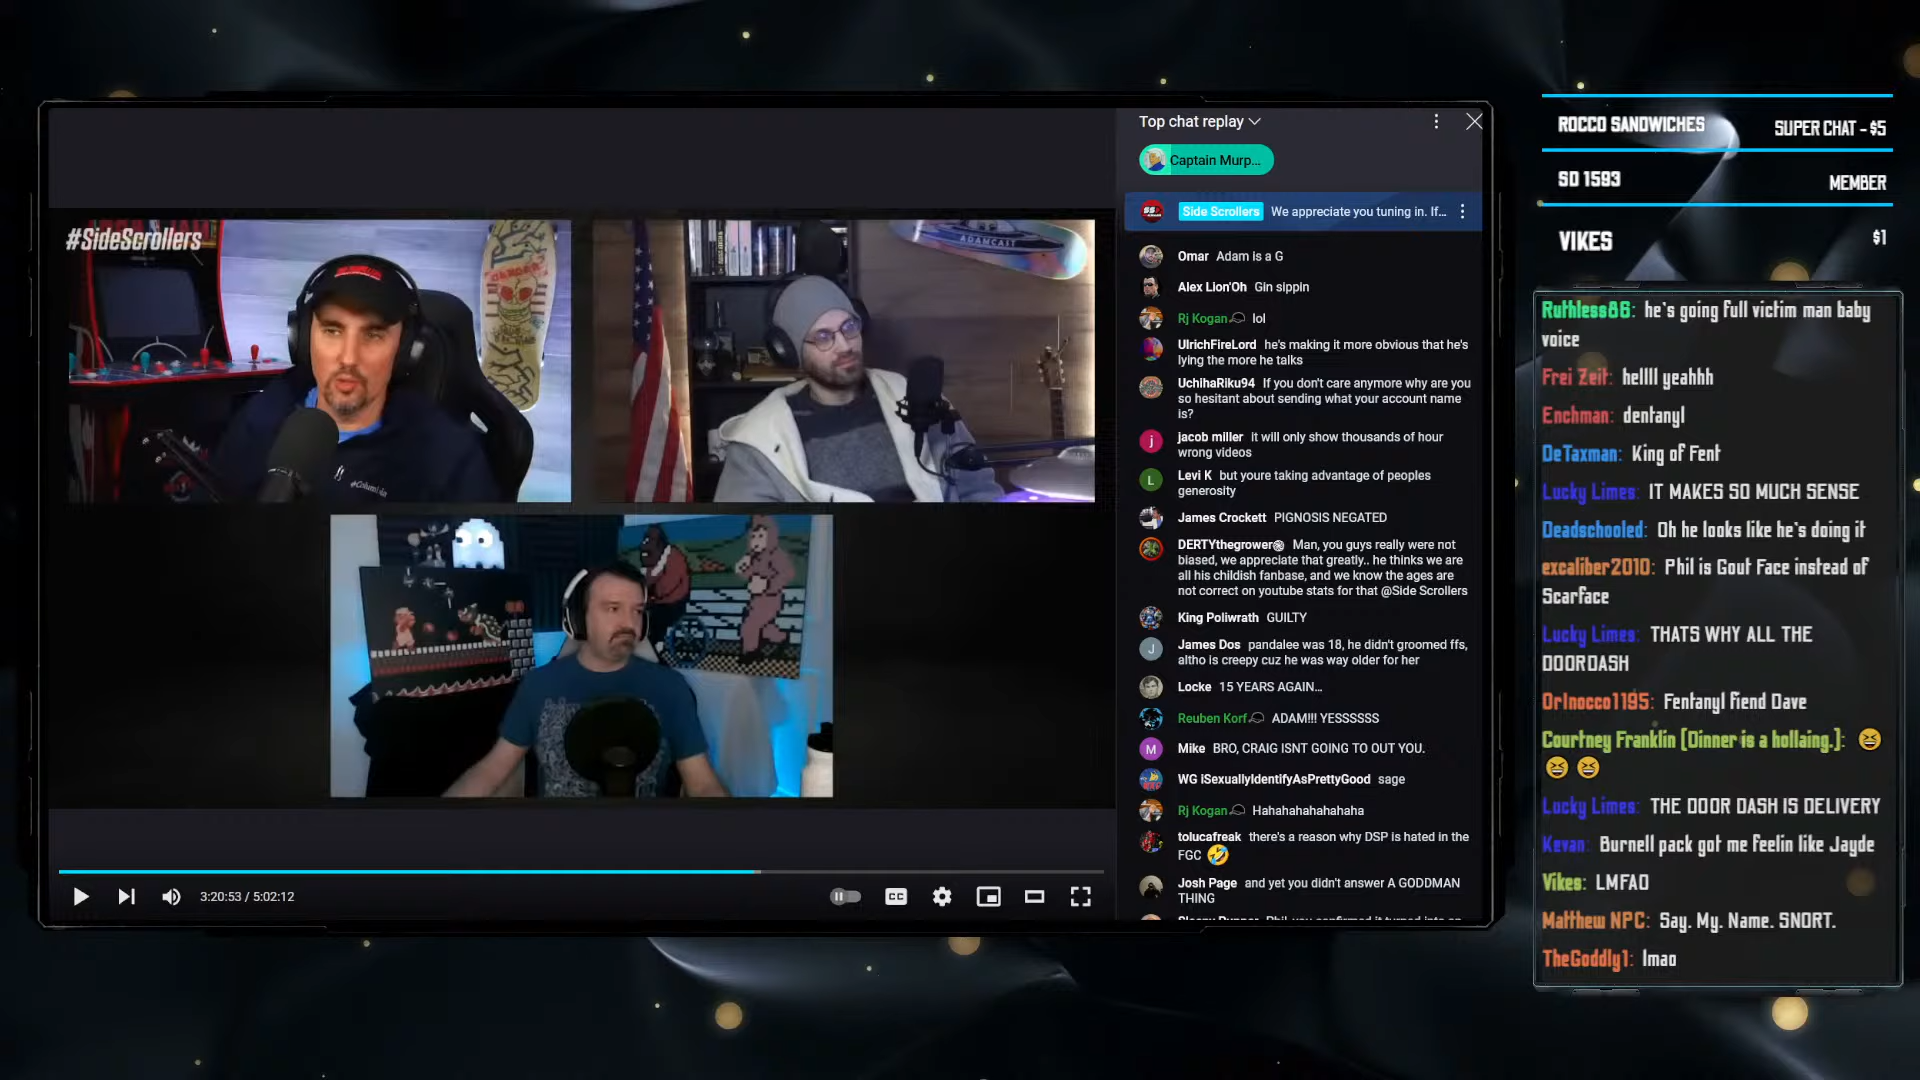 #SideScrollers
ADAMCAIT
Columbia
Top chat replay
Captain Murp...
Side Scrollers We appreciate you tuning in. If...
Omar Adam is a G
Alex Lion'Oh Gin sippin
Rj Kogan lol
UlrichFireLord he's making it more obvious that he's
lying the more he talks
UchihaRiku94 If you don't care anymore why are you
so hesitant about sending what your account name
is?
jacob miller it will only show thousands of hour
wrong videos
Levi K but youre taking advantage of peoples
generosity
James Crockett PIGNOSIS NEGATED
DERTYthegrower Man, you guys really were not
biased, we appreciate that greatly.. he thinks we are
all his childish fanbase, and we know the ages are
not correct on youtube stats for that @Side Scrollers
King Poliwrath GUILTY
James Dos pandalee was 18, he didn't groomed ffs,
altho is creepy cuz he was way older for her
Locke 15 YEARS AGAIN...
Reuben Korf ADAM!!! YESSSSSS
Mike BRO, CRAIG ISNT GOING TO OUT YOU.
WG iSexuallyIdentifyAsPrettyGood sage
Rj Kogan Hahahahahahaha
tolucafreak there's a reason why DSP is hated in the
FGC 🤣
Josh Page and yet you didn't answer A GODDMAN
THING
3:20:53 / 5:02:12
CC
ROCCO SANDWICHES SUPER CHAT - $5
SD 1593 MEMBER
VIKES $1
Ruthless86: he's going full victim man baby
voice
Frei Zeit: hellll yeahhh
Enchman: dentanyl
DeTaxman: King of Fent
Lucky Limes: IT MAKES SO MUCH SENSE
Deadschooled: Oh he looks like he's doing it
excaliber2010: Phil is Gout Face instead of
Scarface
Lucky Limes: THATS WHY ALL THE
DOORDASH
Orlnocco1195: Fentanyl fiend Dave
Courtney Franklin (Dinner is a hollaing.): 😆
😆 😆
Lucky Limes: THE DOOR DASH IS DELIVERY
Kevan: Burnell pack got me feelin like Jayde
Vikes: LMFAO
Matthew NPC: Say. My. Name. SNORT.
TheGoddly1: lmao